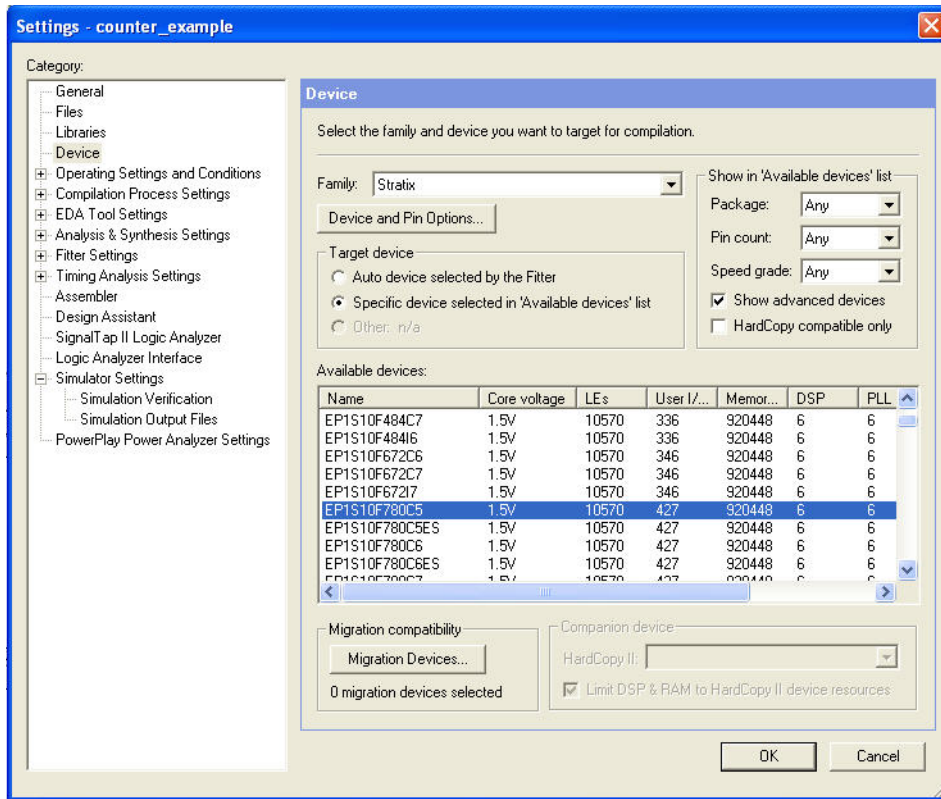 Settings - counter_example
Category:
General
Files
Libraries
Device
Operating Settings and Conditions
Compilation Process Settings
EDA Tool Settings
Analysis & Synthesis Settings
Fitter Settings
Timing Analysis Settings
Assembler
Design Assistant
SignalTap II Logic Analyzer
Logic Analyzer Interface
Simulator Settings
Simulation Verification
Simulation Output Files
PowerPlay Power Analyzer Settings
Device
Select the family and device you want to target for compilation.
Family: Stratix
Device and Pin Options...
Target device
Auto device selected by the Fitter
Specific device selected in 'Available devices' list
Other: n/a
Show in 'Available devices' list
Package: Any
Pin count: Any
Speed grade: Any
Show advanced devices
HardCopy compatible only
Available devices:
Name Core voltage LEs User I/... Memor... DSP PLL
EP1S10F484C7 1.5V 10570 336 920448 6 6
EP1S10F484I6 1.5V 10570 336 920448 6 6
EP1S10F672C6 1.5V 10570 346 920448 6 6
EP1S10F672C7 1.5V 10570 346 920448 6 6
EP1S10F672I7 1.5V 10570 346 920448 6 6
EP1S10F780C5 1.5V 10570 427 920448 6 6
EP1S10F780C5ES 1.5V 10570 427 920448 6 6
EP1S10F780C6 1.5V 10570 427 920448 6 6
EP1S10F780C6ES 1.5V 10570 427 920448 6 6
EP1S10F780C7 1.5V 10570 427 920448 6 6
Migration compatibility
Migration Devices...
0 migration devices selected
Companion device
HardCopy II:
Limit DSP & RAM to HardCopy II device resources
OK
Cancel